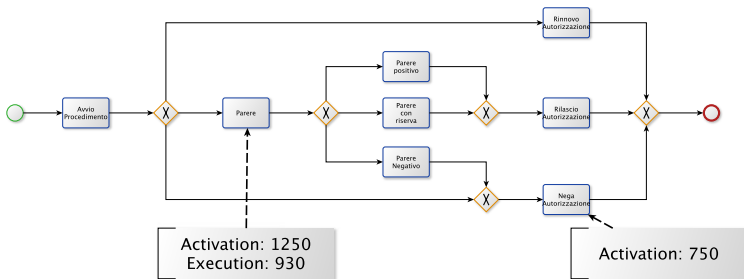 Rinnovo
Autorizzazione
Parere
positivo
Avvio
Procedimento
X
Parere
X
Parere
con
riserva
X
Rilascio
Autorizzazione
X
Parere
Negativo
X
Nega
Autorizzazione
Activation: 1250
Execution: 930
Activation: 750